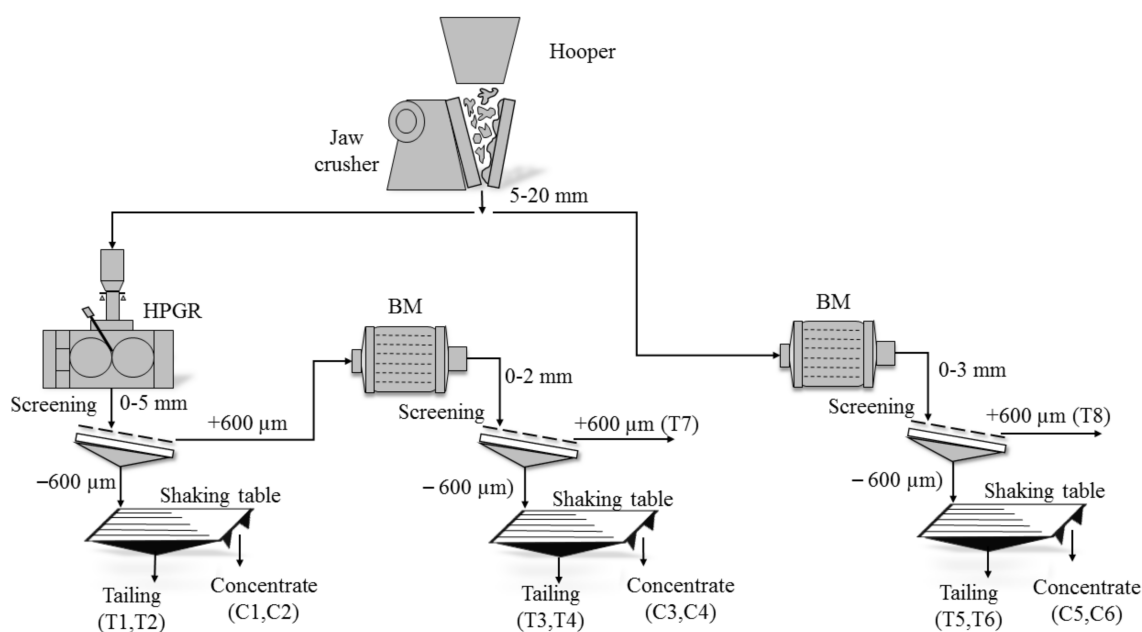 Hooper
Jaw
crusher
5-20 mm
HPGR
BM
BM
Screening
0-5 mm
+600 µm
0-2 mm
Screening
+600 µm (T7)
0-3 mm
Screening
+600 µm (T8)
−600 µm
Shaking table
− 600 µm)
Shaking table
− 600 µm)
Shaking table
Tailing
(T1,T2)
Concentrate
(C1,C2)
Tailing
(T3,T4)
Concentrate
(C3,C4)
Tailing
(T5,T6)
Concentrate
(C5,C6)